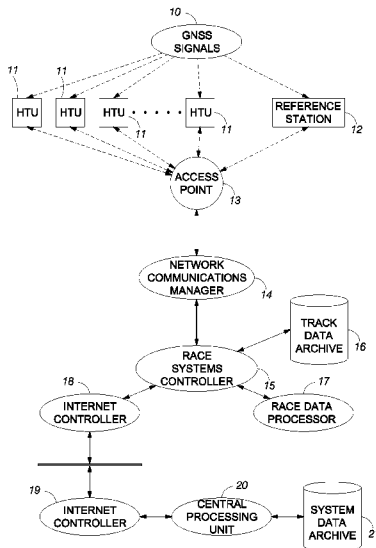 10
GNSS
SIGNALS
11
11
HTU
HTU
HTU
HTU
11
11
REFERENCE
STATION
12
ACCESS
POINT
13
NETWORK
COMMUNICATIONS
MANAGER
14
TRACK
DATA
ARCHIVE
16
RACE
SYSTEMS
CONTROLLER
15
18
INTERNET
CONTROLLER
17
RACE DATA
PROCESSOR
19
INTERNET
CONTROLLER
20
CENTRAL
PROCESSING
UNIT
SYSTEM
DATA
ARCHIVE
2